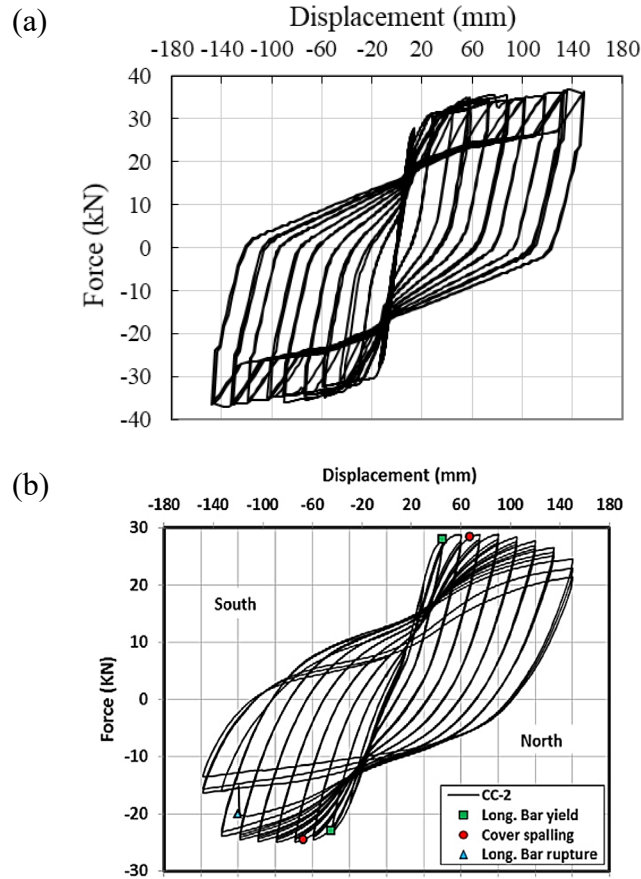 (a)
Displacement (mm)
-180 -140 -100 -60 -20 20 60 100 140 180
40
30
20
10
0
-10
-20
-30
-40
Force (kN)
(b)
Displacement (mm)
-180 -140 -100 -60 -20 20 60 100 140 180
30
20
10
0
-10
-20
-30
Force (KN)
South
North
CC-2
Long. Bar yield
Cover spalling
Long. Bar rupture